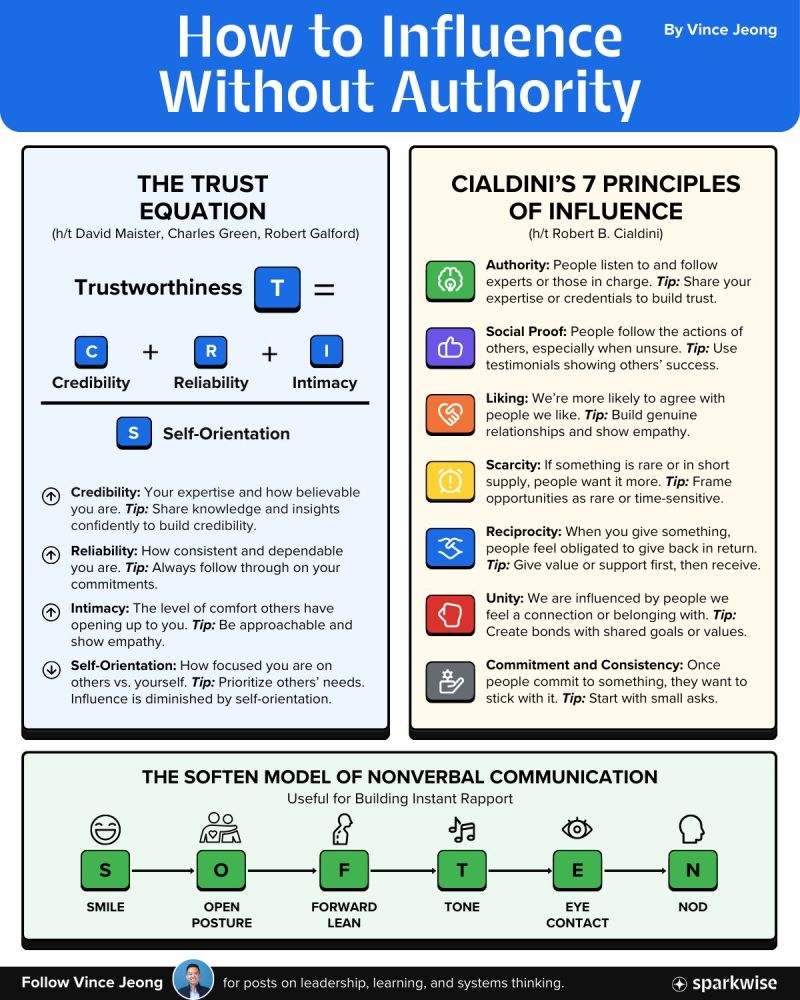 How to Influence
Without Authority
By Vince Jeong
THE TRUST
EQUATION
(h/t David Maister, Charles Green, Robert Galford)
Trustworthiness T =
C + R + I
Credibility Reliability Intimacy
S Self-Orientation
Credibility: Your expertise and how believable
you are. Tip: Share knowledge and insights
confidently to build credibility.
Reliability: How consistent and dependable
you are. Tip: Always follow through on your
commitments.
Intimacy: The level of comfort others have
opening up to you. Tip: Be approachable and
show empathy.
Self-Orientation: How focused you are on
others vs. yourself. Tip: Prioritize others' needs.
Influence is diminished by self-orientation.
CIALDINI'S 7 PRINCIPLES
OF INFLUENCE
(h/t Robert B. Cialdini)
Authority: People listen to and follow
experts or those in charge. Tip: Share your
expertise or credentials to build trust.
Social Proof: People follow the actions of
others, especially when unsure. Tip: Use
testimonials showing others' success.
Liking: We're more likely to agree with
people we like. Tip: Build genuine
relationships and show empathy.
Scarcity: If something is rare or in short
supply, people want it more. Tip: Frame
opportunities as rare or time-sensitive.
Reciprocity: When you give something,
people feel obligated to give back in return.
Tip: Give value or support first, then receive.
Unity: We are influenced by people we
feel a connection or belonging with. Tip:
Create bonds with shared goals or values.
Commitment and Consistency: Once
people commit to something, they want to
stick with it. Tip: Start with small asks.
THE SOFTEN MODEL OF NONVERBAL COMMUNICATION
Useful for Building Instant Rapport
S O F T E N
SMILE OPEN FORWARD TONE EYE NOD
POSTURE LEAN CONTACT
Follow Vince Jeong for posts on leadership, learning, and systems thinking.
sparkwise